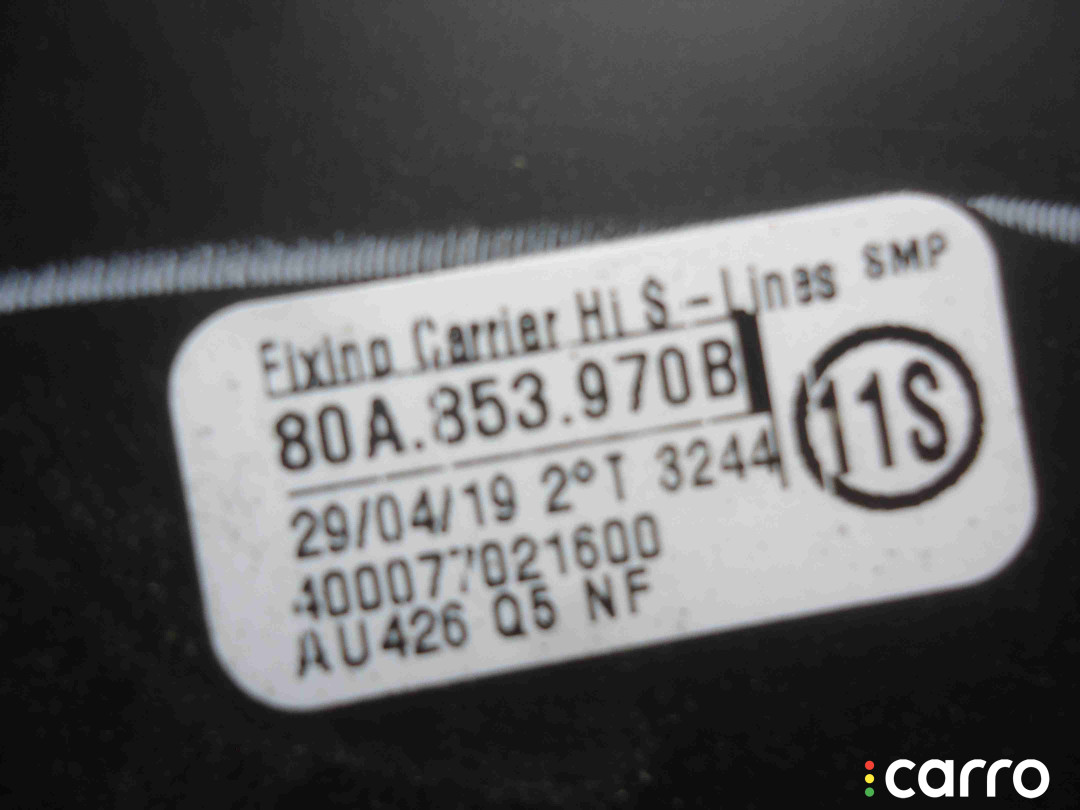 Fixing Carrier Hi S-Lines SMP
80A.853.970B
11S
29/04/19 2°T 3244
400077021600
AU426 Q5 NF
carro